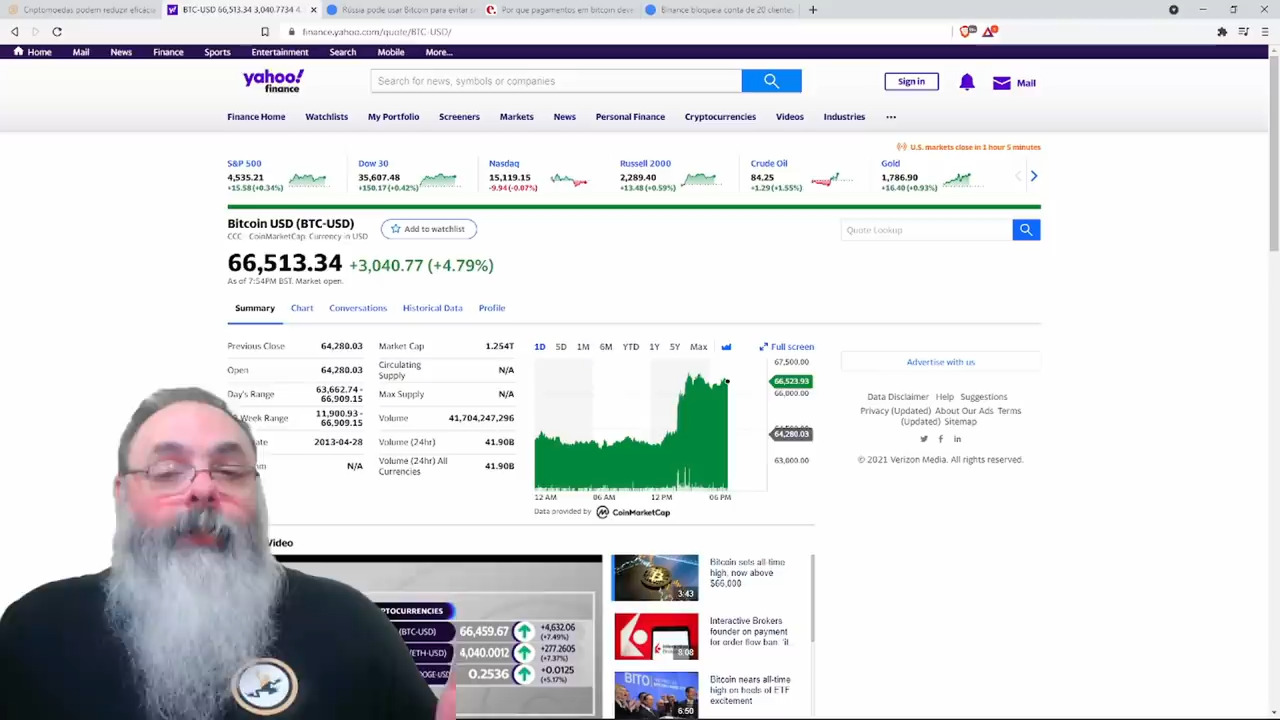 Criptomoedas podem reduzir eficácia
BTC-USD 66,513.34 3,040.7734 4.
Rússia pode usar Bitcoin para evitar
Por que pagamentos em bitcoin deve
Binance bloqueia conta de 20 clientes
finance.yahoo.com/quote/BTC-USD/
Home Mail News Finance Sports Entertainment Search Mobile More...
yahoo!
finance
Search for news, symbols or companies
Sign in
Mail
Finance Home Watchlists My Portfolio Screeners Markets News Personal Finance Cryptocurrencies Videos Industries ...
U.S. markets close in 1 hour 5 minutes
S&P 500
4,535.21
+15.58 (+0.34%)
Dow 30
35,607.48
+150.17 (+0.42%)
Nasdaq
15,119.15
-9.94 (-0.07%)
Russell 2000
2,289.40
+13.48 (+0.59%)
Crude Oil
84.25
+1.29 (+1.55%)
Gold
1,786.90
+16.40 (+0.93%)
Bitcoin USD (BTC-USD)
CCC - CoinMarketCap. Currency in USD
Add to watchlist
Quote Lookup
66,513.34 +3,040.77 (+4.79%)
As of 7:54PM BST. Market open.
Summary Chart Conversations Historical Data Profile
Previous Close 64,280.03
Open 64,280.03
Day's Range 63,662.74 -
66,909.15
Week Range 11,900.93 -
66,909.15
2013-04-28
N/A
Market Cap 1.254T
Circulating
Supply N/A
Max Supply N/A
Volume 41,704,247,296
Volume (24hr) 41.90B
Volume (24hr) All
Currencies 41.90B
1D 5D 1M 6M YTD 1Y 5Y Max
Full screen
67,500.00
66,523.93
66,000.00
64,280.03
63,000.00
12 AM 06 AM 12 PM 06 PM
Data provided by CoinMarketCap
Advertise with us
Data Disclaimer Help Suggestions
Privacy (Updated) About Our Ads Terms
(Updated) Sitemap
© 2021 Verizon Media. All rights reserved.
Video
PTOCURRENCIES
(BTC-USD) 66,459.67 +4,632.06
(+7.49%)
ETH-USD) 4,040.0012 +277.2605
(+7.37%)
OGE-USD) 0.2536 +0.0125
(+5.17%)
3:43
Bitcoin sets all-time
high, now above
$66,000
8:08
Interactive Brokers
founder on payment
for order flow ban: 'it...
BITO
6:50
Bitcoin nears all-time
high on heels of ETF
excitement